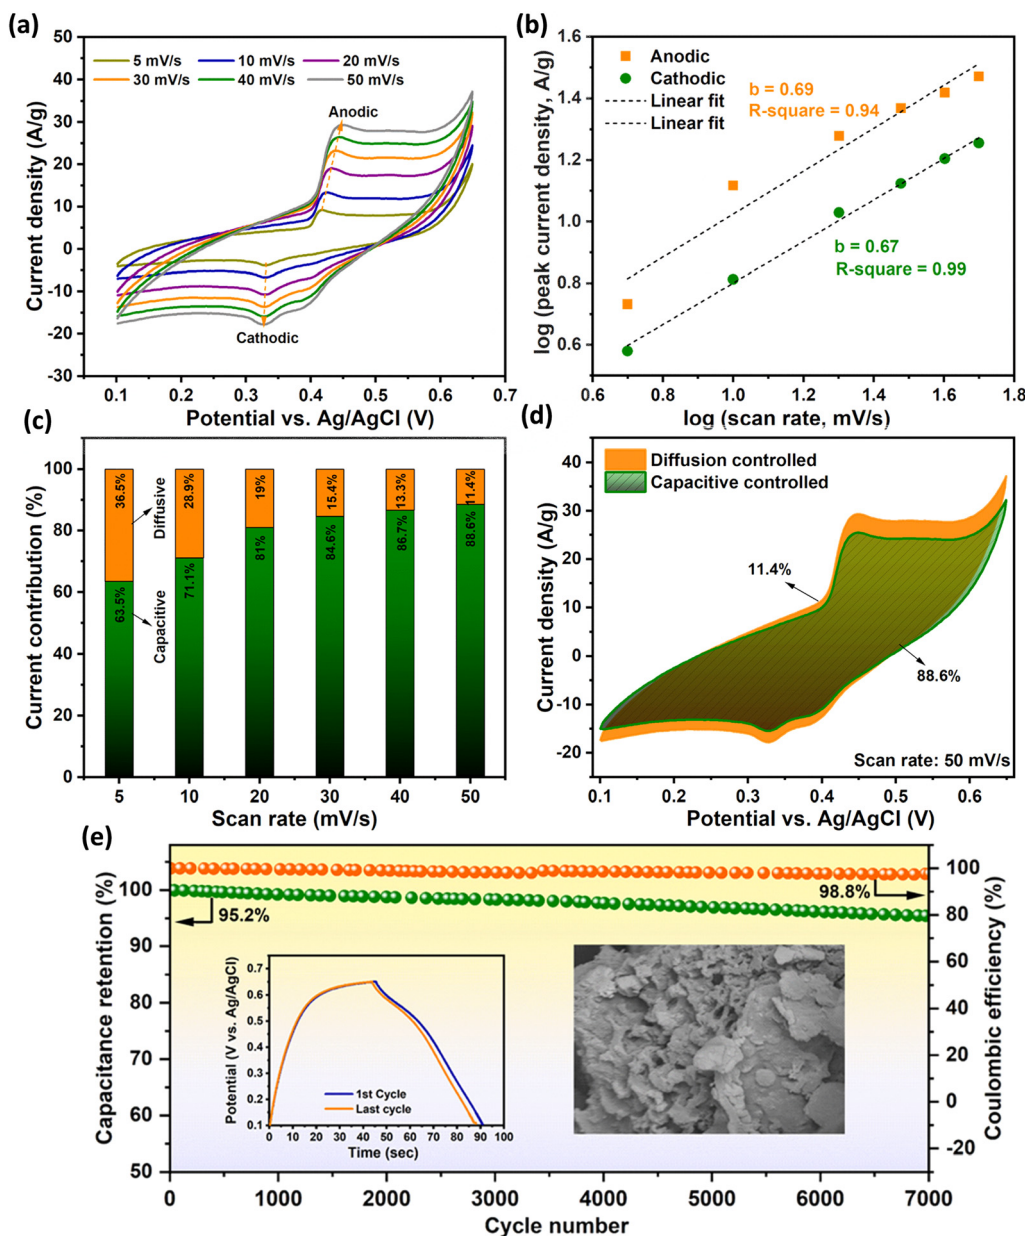 (a)
50
40
30
20
10
0
-10
-20
-30
0.1
0.2
0.3
0.4
0.5
0.6
0.7
Current density (A/g)
Potential vs. Ag/AgCl (V)
5 mV/s
10 mV/s
20 mV/s
30 mV/s
40 mV/s
50 mV/s
Anodic
Cathodic
(b)
1.6
1.4
1.2
1.0
0.8
0.6
0.6
0.8
1.0
1.2
1.4
1.6
1.8
log (peak current density, A/g)
log (scan rate, mV/s)
Anodic
Cathodic
Linear fit
Linear fit
b = 0.69
R-square = 0.94
b = 0.67
R-square = 0.99
(c)
100
80
60
40
20
0
5
10
20
30
40
50
Current contribution (%)
Scan rate (mV/s)
36.5%
28.9%
19%
15.4%
13.3%
11.4%
63.5%
71.1%
81%
84.6%
86.7%
88.6%
Diffusive
Capacitive
(d)
40
30
20
10
0
-10
-20
0.1
0.2
0.3
0.4
0.5
0.6
Current density (A/g)
Potential vs. Ag/AgCl (V)
Diffusion controlled
Capacitive controlled
11.4%
88.6%
Scan rate: 50 mV/s
(e)
100
95
90
85
80
75
70
65
60
55
50
0
1000
2000
3000
4000
5000
6000
7000
100
80
60
40
20
0
-20
Capacitance retention (%)
Coulombic efficiency (%)
Cycle number
95.2%
98.8%
0.7
0.6
0.5
0.4
0.3
0.2
0.1
0
10
20
30
40
50
60
70
80
90
100
Potential (V vs. Ag/AgCl)
Time (sec)
1st Cycle
Last cycle